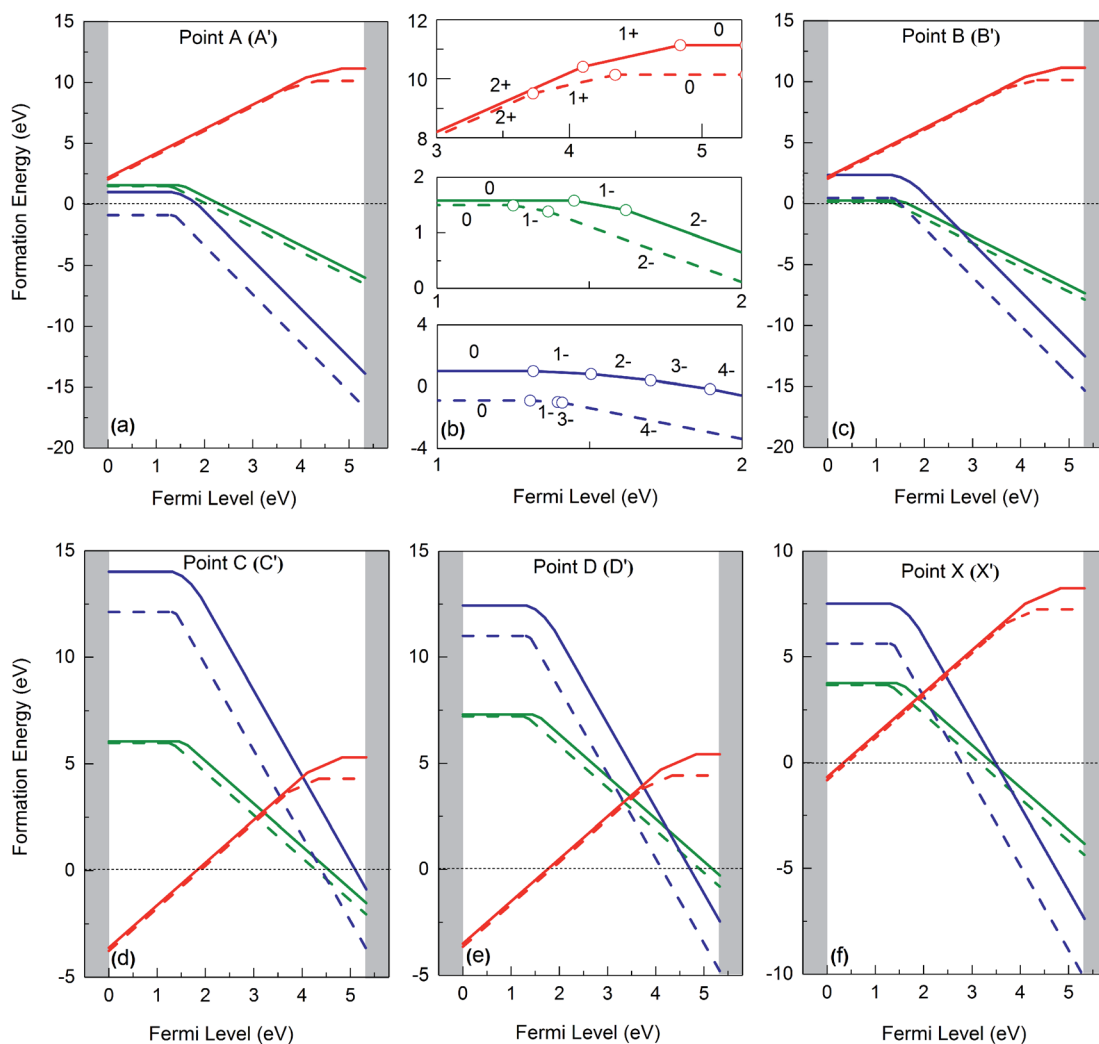 Point A (A')
Formation Energy (eV)
15
10
5
0
-5
-10
-15
-20
(a)
0 1 2 3 4 5
Fermi Level (eV)
12
10
8
2+
2+
1+
1+
0
0
3 4 5
2
1
0
0
0
1-
1-
2-
2-
1 2
4
0
-4
0
0
1-
2-
3-
4-
1-
3-
4-
(b)
1 2
Fermi Level (eV)
Point B (B')
15
10
5
0
-5
-10
-15
-20
(c)
0 1 2 3 4 5
Fermi Level (eV)
Point C (C')
Formation Energy (eV)
15
10
5
0
-5
(d)
0 1 2 3 4 5
Fermi Level (eV)
Point D (D')
15
10
5
0
-5
(e)
0 1 2 3 4 5
Fermi Level (eV)
Point X (X')
10
5
0
-5
-10
(f)
0 1 2 3 4 5
Fermi Level (eV)